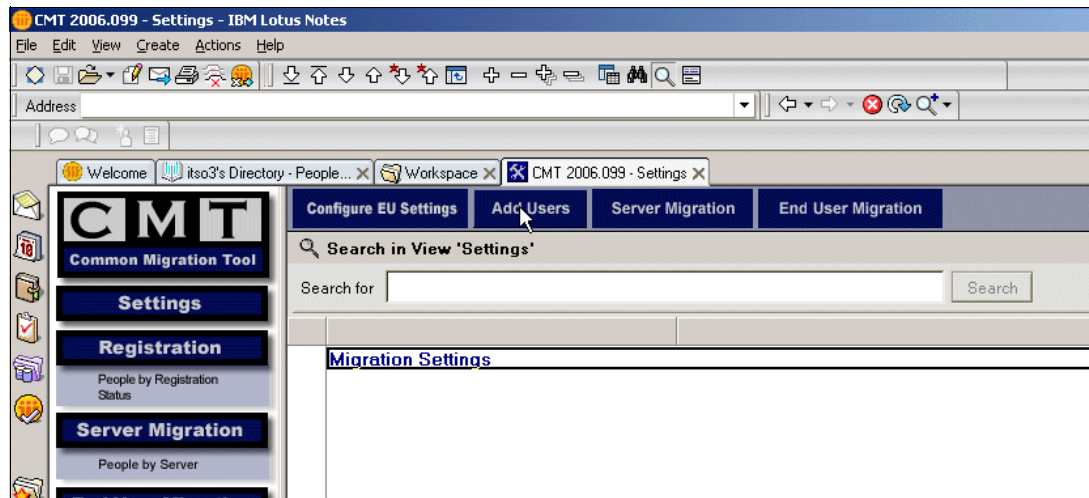 CMT 2006.099 - Settings - IBM Lotus Notes
File Edit View Create Actions Help
Address
Welcome itso3's Directory - People... Workspace CMT 2006.099 - Settings
CMT
Common Migration Tool
Settings
Registration
People by Registration
Status
Server Migration
People by Server
Configure EU Settings Add Users Server Migration End User Migration
Search in View 'Settings'
Search for Search
Migration Settings